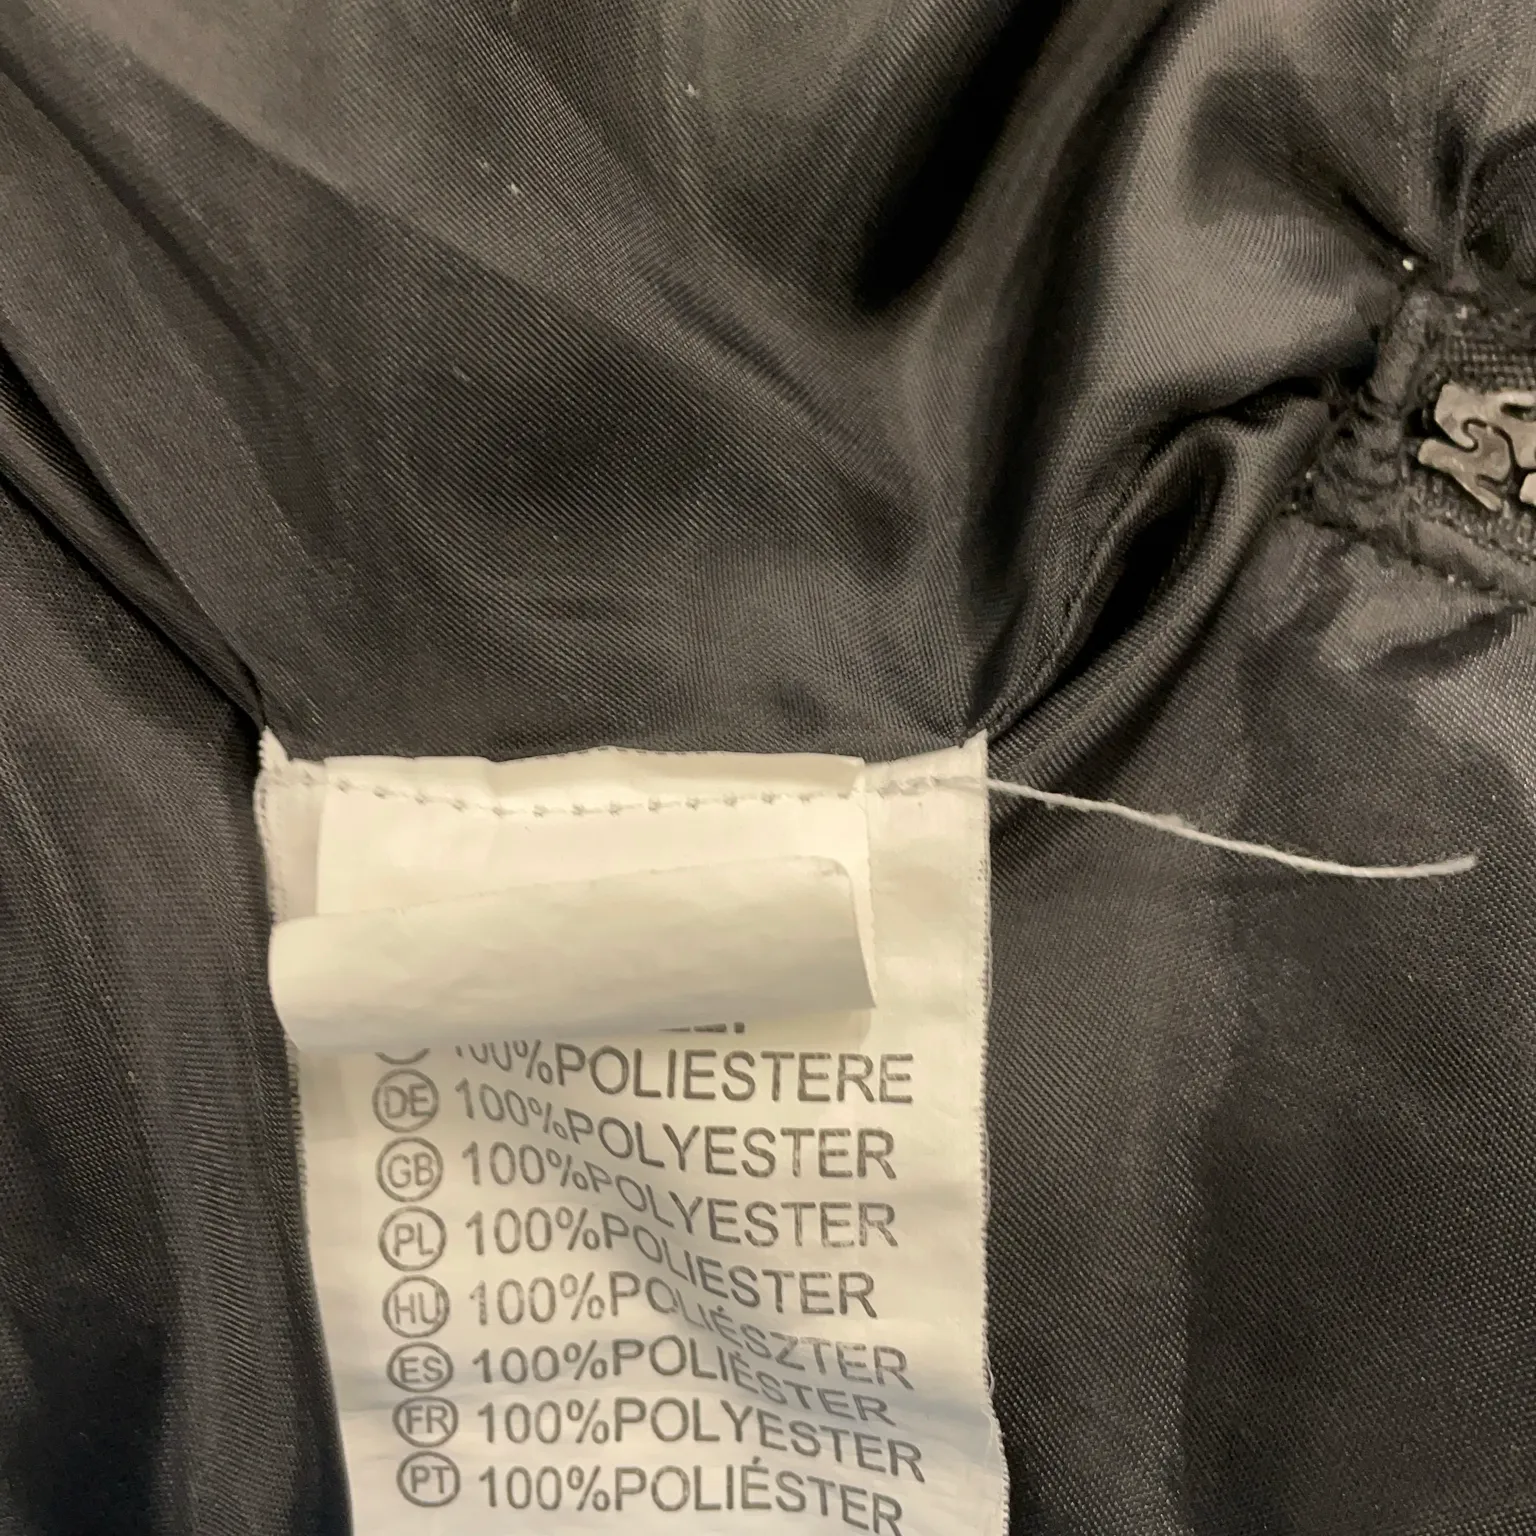 100%POLIESTERE
DE 100%POLYESTER
GB 100%POLYESTER
PL 100%POLIESTER
HU 100%POLIÉSZTER
ES 100%POLIÉSTER
FR 100%POLYESTER
PT 100%POLIÉSTER